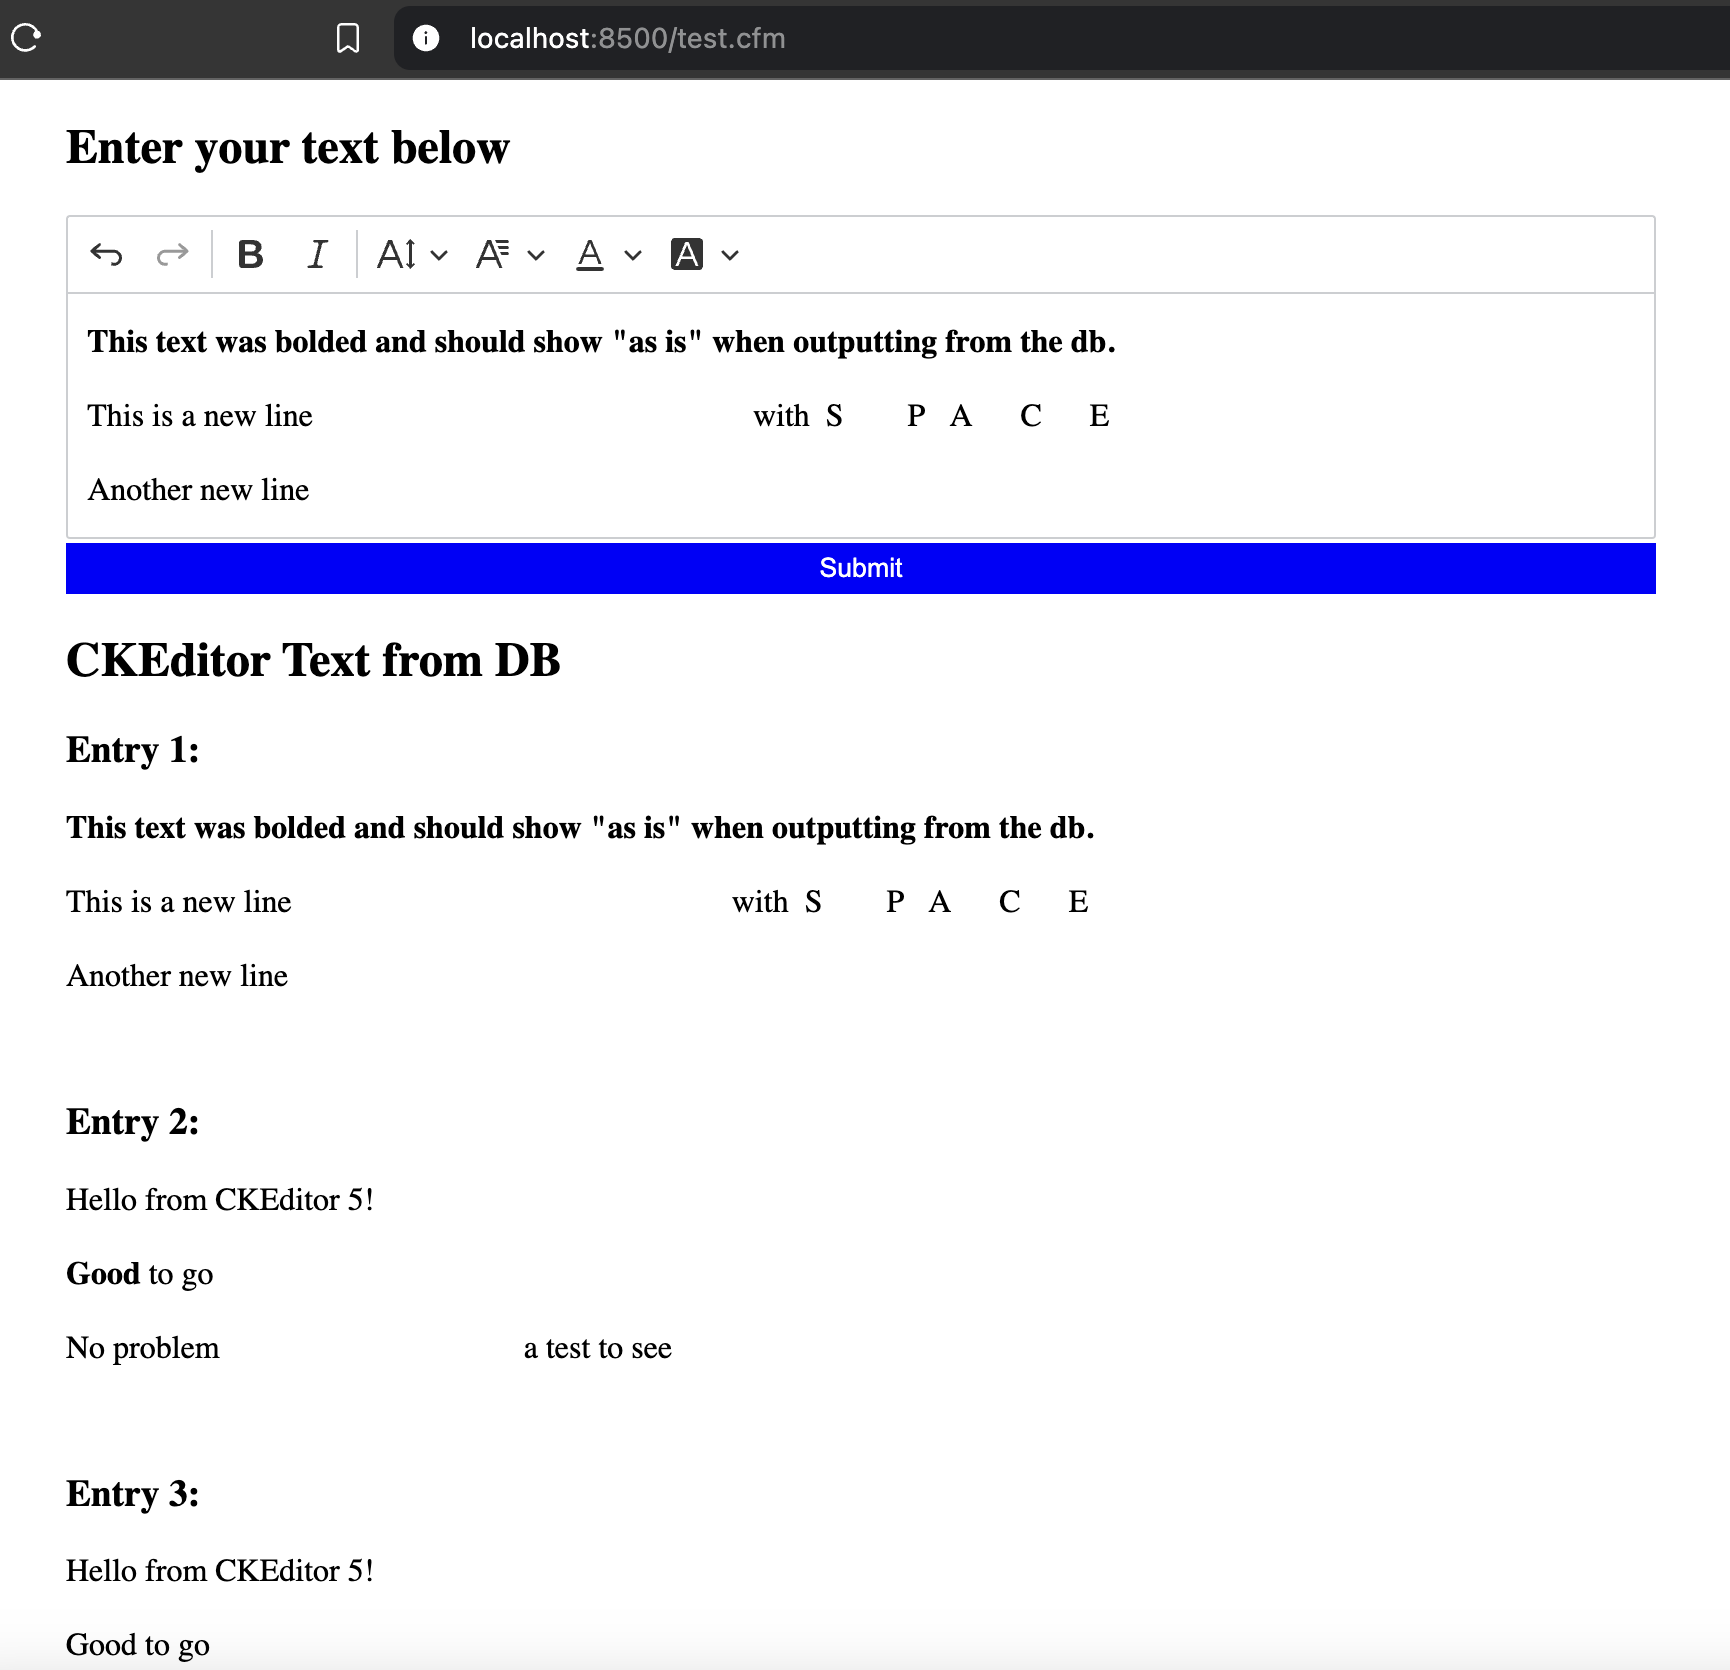 localhost:8500/test.cfm
Enter your text below
B I A A A A
This text was bolded and should show "as is" when outputting from the db.
This is a new line with S P A C E
Another new line
Submit
CKEditor Text from DB
Entry 1:
This text was bolded and should show "as is" when outputting from the db.
This is a new line with S P A C E
Another new line
Entry 2:
Hello from CKEditor 5!
Good to go
No problem a test to see
Entry 3:
Hello from CKEditor 5!
Good to go